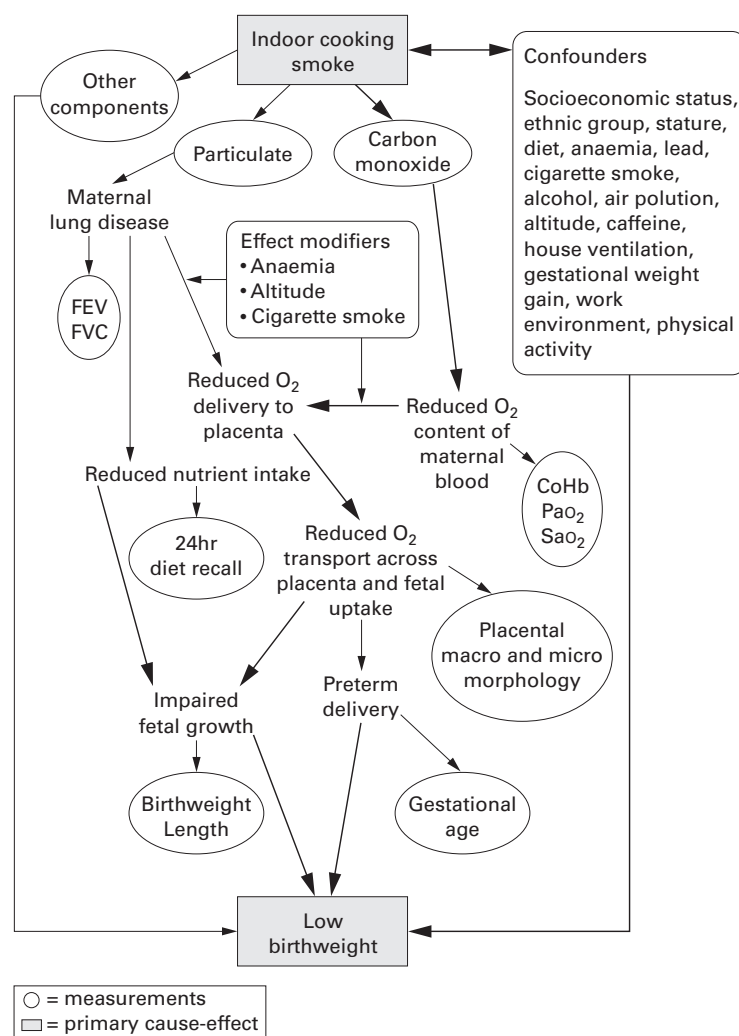 Indoor cooking
smoke
Confounders
Socioeconomic status,
ethnic group, stature,
diet, anaemia, lead,
cigarette smoke,
alcohol, air polution,
altitude, caffeine,
house ventilation,
gestational weight
gain, work
environment, physical
activity
Other
components
Particulate
Carbon
monoxide
Maternal
lung disease
Effect modifiers
• Anaemia
• Altitude
• Cigarette smoke
FEV
FVC
Reduced O₂
delivery to
placenta
Reduced O₂
content of
maternal
blood
Reduced nutrient intake
CoHb
PaO₂
SaO₂
24hr
diet recall
Reduced O₂
transport across
placenta and fetal
uptake
Placental
macro and micro
morphology
Impaired
fetal growth
Preterm
delivery
Birthweight
Length
Gestational
age
Low
birthweight
= measurements
= primary cause-effect